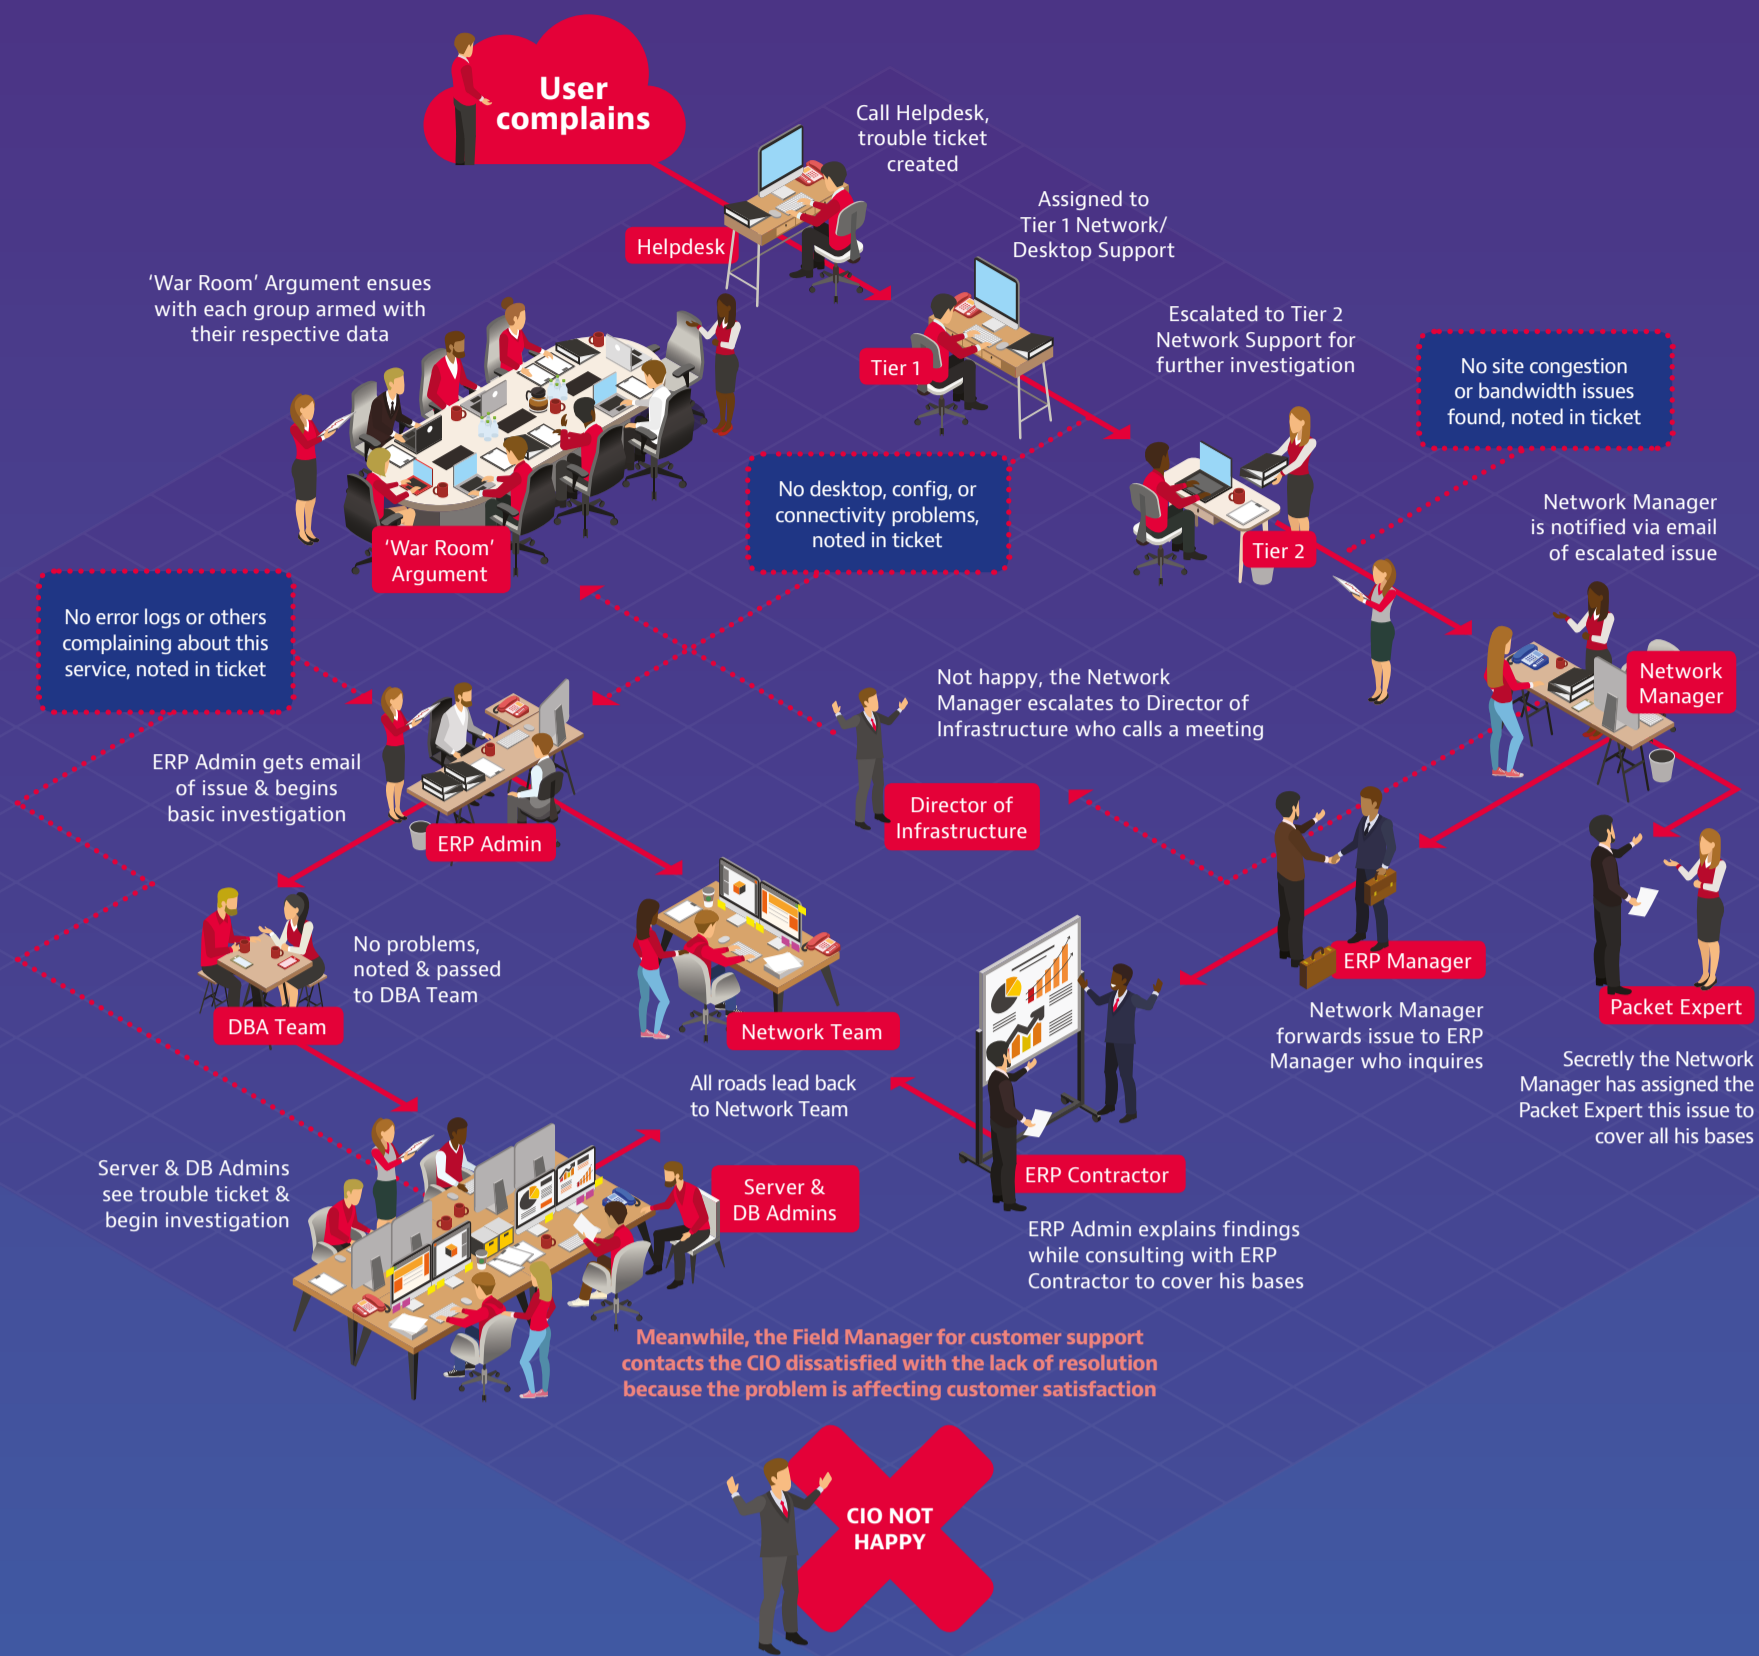 User
complains
Call Helpdesk,
trouble ticket
created
Helpdesk
Assigned to
Tier 1 Network/
Desktop Support
Tier 1
Escalated to Tier 2
Network Support for
further investigation
Tier 2
No site congestion
or bandwidth issues
found, noted in ticket
No desktop, config, or
connectivity problems,
noted in ticket
Network Manager
is notified via email
of escalated issue
Network
Manager
‘War Room’ Argument ensues
with each group armed with
their respective data
‘War Room’
Argument
No error logs or others
complaining about this
service, noted in ticket
ERP Admin gets email
of issue & begins
basic investigation
ERP Admin
Not happy, the Network
Manager escalates to Director of
Infrastructure who calls a meeting
Director of
Infrastructure
ERP Manager
Network Manager
forwards issue to ERP
Manager who inquires
Packet Expert
Secretly the Network
Manager has assigned the
Packet Expert this issue to
cover all his bases
No problems,
noted & passed
to DBA Team
DBA Team
Network Team
All roads lead back
to Network Team
ERP Contractor
ERP Admin explains findings
while consulting with ERP
Contractor to cover his bases
Server & DB Admins
see trouble ticket &
begin investigation
Server &
DB Admins
Meanwhile, the Field Manager for customer support
contacts the CIO dissatisfied with the lack of resolution
because the problem is affecting customer satisfaction
CIO NOT
HAPPY